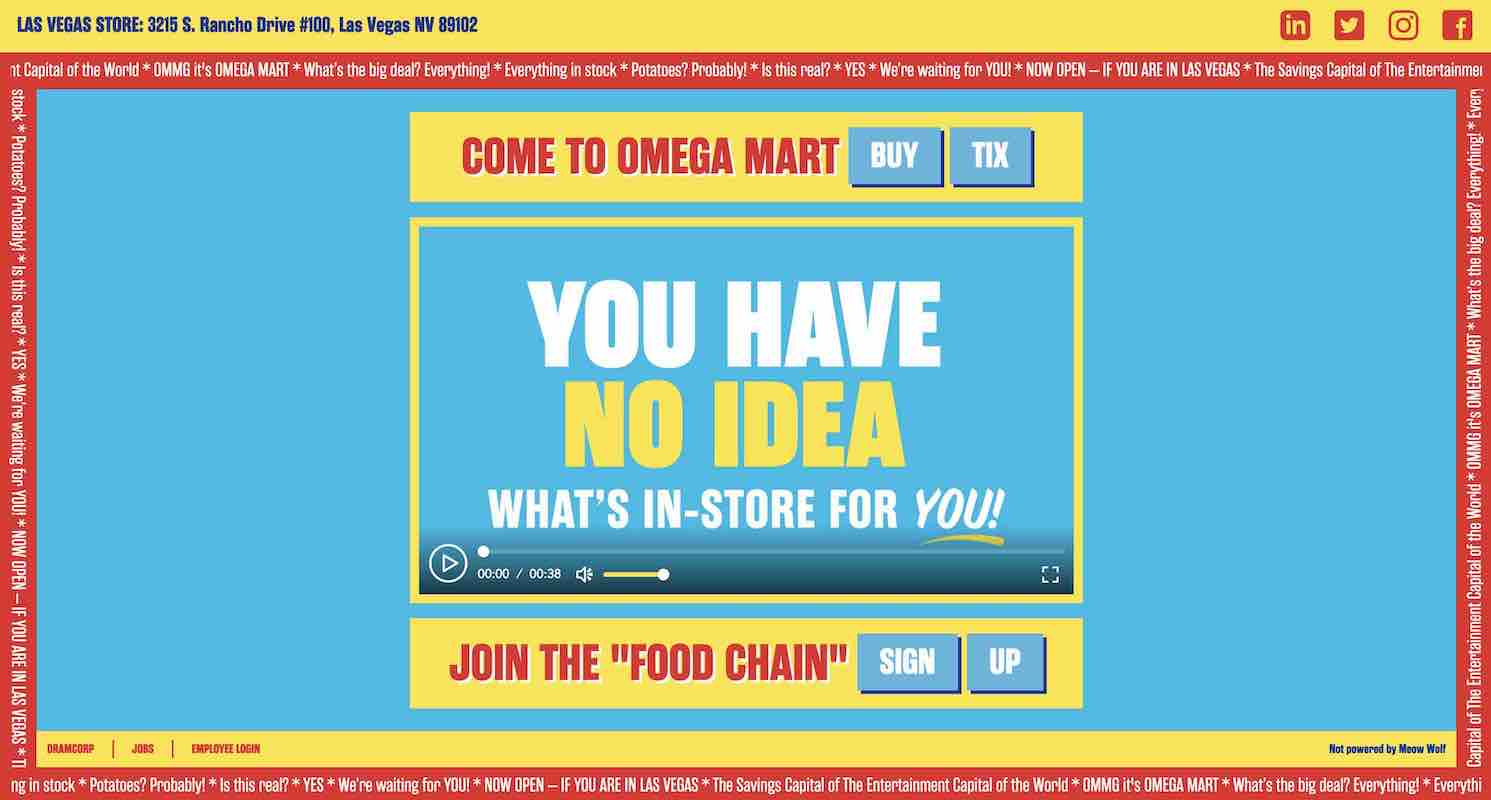 LAS VEGAS STORE: 3215 S. Rancho Drive #100, Las Vegas NV 89102
nt Capital of the World * OMMG it's OMEGA MART * What's the big deal? Everything! * Everything in stock * Potatoes? Probably! * Is this real? * YES * We're waiting for YOU! * NOW OPEN – IF YOU ARE IN LAS VEGAS * The Savings Capital of The Entertainmen
stock * Potatoes? Probably! * Is this real? * YES * We're waiting for YOU! * NOW OPEN – IF YOU ARE IN LAS VEGAS * T
COME TO OMEGA MART BUY TIX
YOU HAVE
NO IDEA
WHAT'S IN-STORE FOR YOU!
00:00 / 00:38
JOIN THE "FOOD CHAIN" SIGN UP
Capital of The Entertainment Capital of the World * OMMG it's OMEGA MART * What's the big deal? Everything! * Every
DRAMCORP | JOBS | EMPLOYEE LOGIN
Not powered by Meow Wolf
ng in stock * Potatoes? Probably! * Is this real? * YES * We're waiting for YOU! * NOW OPEN – IF YOU ARE IN LAS VEGAS * The Savings Capital of The Entertainment Capital of the World * OMMG it's OMEGA MART * What's the big deal? Everything! * Everythi